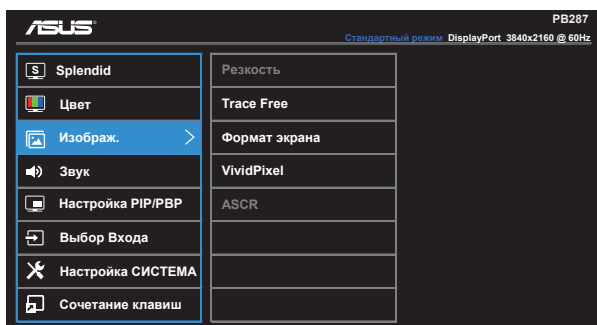 ASUS
PB287
Стандартный режим DisplayPort 3840x2160 @ 60Hz
S Splendid
Цвет
Изображ.
Звук
Настройка PIP/PBP
Выбор Входа
Настройка СИСТЕМА
Сочетание клавиш
Резкость
Trace Free
Формат экрана
VividPixel
ASCR